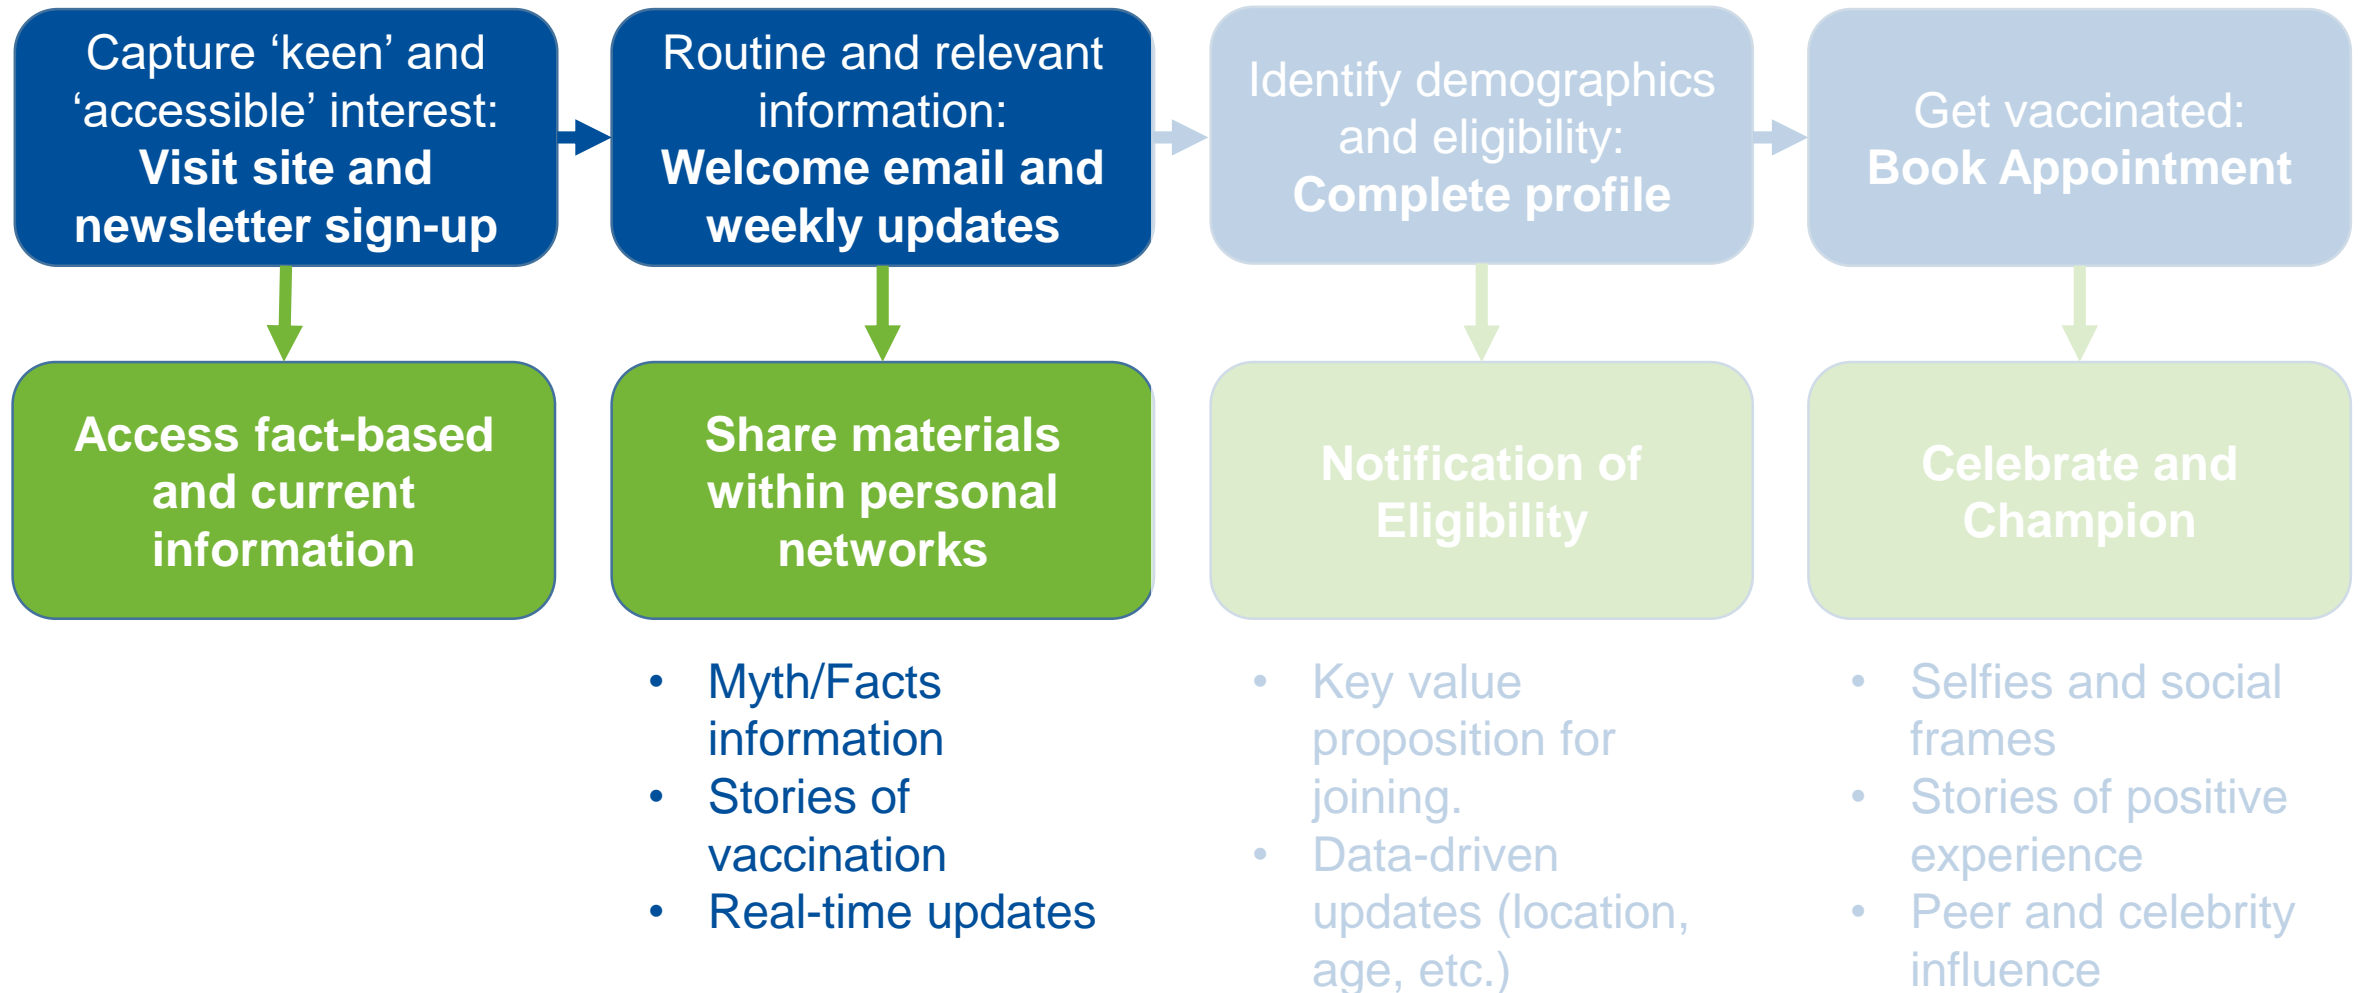 Capture ‘keen’ and
‘accessible’ interest:
Visit site and
newsletter sign-up
Routine and relevant
information:
Welcome email and
weekly updates
Identify demographics
and eligibility:
Complete profile
Get vaccinated:
Book Appointment
Access fact-based
and current
information
Share materials
within personal
networks
Notification of
Eligibility
Celebrate and
Champion
• Myth/Facts
information
• Stories of
vaccination
• Real-time updates
• Key value
proposition for
joining.
• Data-driven
updates (location,
age, etc.)
• Selfies and social
frames
• Stories of positive
experience
• Peer and celebrity
influence